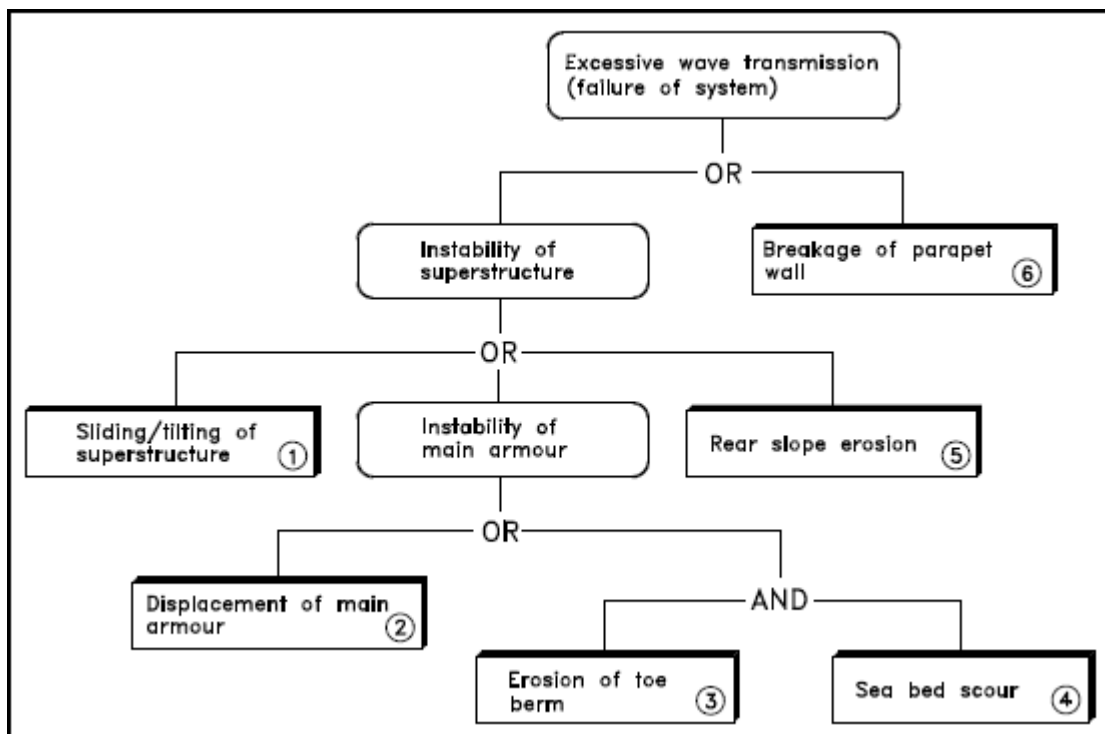 Excessive wave transmission
(failure of system)
OR
Instability of
superstructure
Breakage of parapet
wall
6
OR
Sliding/tilting of
superstructure
1
Instability of
main armour
Rear slope erosion
5
OR
Displacement of main
armour
2
AND
Erosion of toe
berm
3
Sea bed scour
4